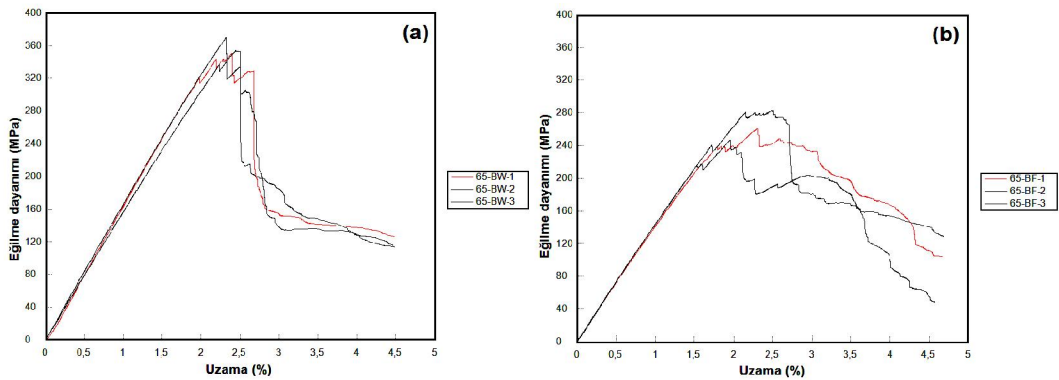 (a)
Eğilme dayanımı (MPa)
400
360
320
280
240
200
160
120
80
40
0
0 0,5 1 1,5 2 2,5 3 3,5 4 4,5 5
Uzama (%)
65-BW-1
65-BW-2
65-BW-3
(b)
Eğilme dayanımı (MPa)
400
360
320
280
240
200
160
120
80
40
0
0 0,5 1 1,5 2 2,5 3 3,5 4 4,5 5
Uzama (%)
65-BF-1
65-BF-2
65-BF-3